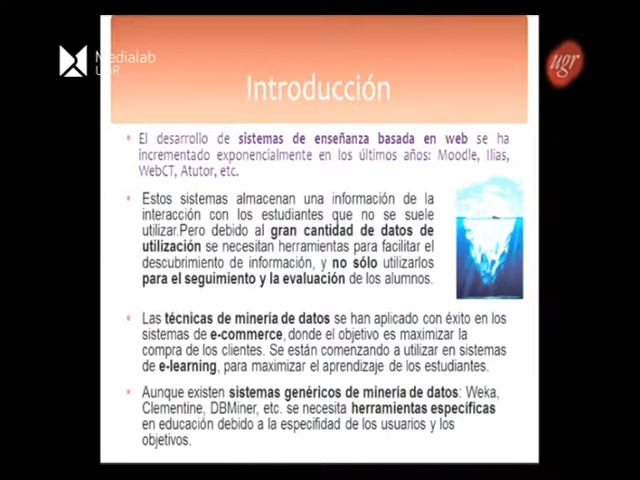 Medialab
UGR
ugr
Introducción
El desarrollo de sistemas de enseñanza basada en web se ha
incrementado exponencialmente en los últimos años: Moodle, Ilias,
WebCT, Atutor, etc.
Estos sistemas almacenan una información de la
interacción con los estudiantes que no se suele
utilizar.Pero debido al gran cantidad de datos de
utilización se necesitan herramientas para facilitar el
descubrimiento de información, y no sólo utilizarlos
para el seguimiento y la evaluación de los alumnos.
Las técnicas de minería de datos se han aplicado con éxito en los
sistemas de e-commerce, donde el objetivo es maximizar la
compra de los clientes. Se están comenzando a utilizar en sistemas
de e-learning, para maximizar el aprendizaje de los estudiantes.
Aunque existen sistemas genéricos de minería de datos: Weka,
Clementine, DBMiner, etc. se necesita herramientas específicas
en educación debido a la especifidad de los usuarios y los
objetivos.